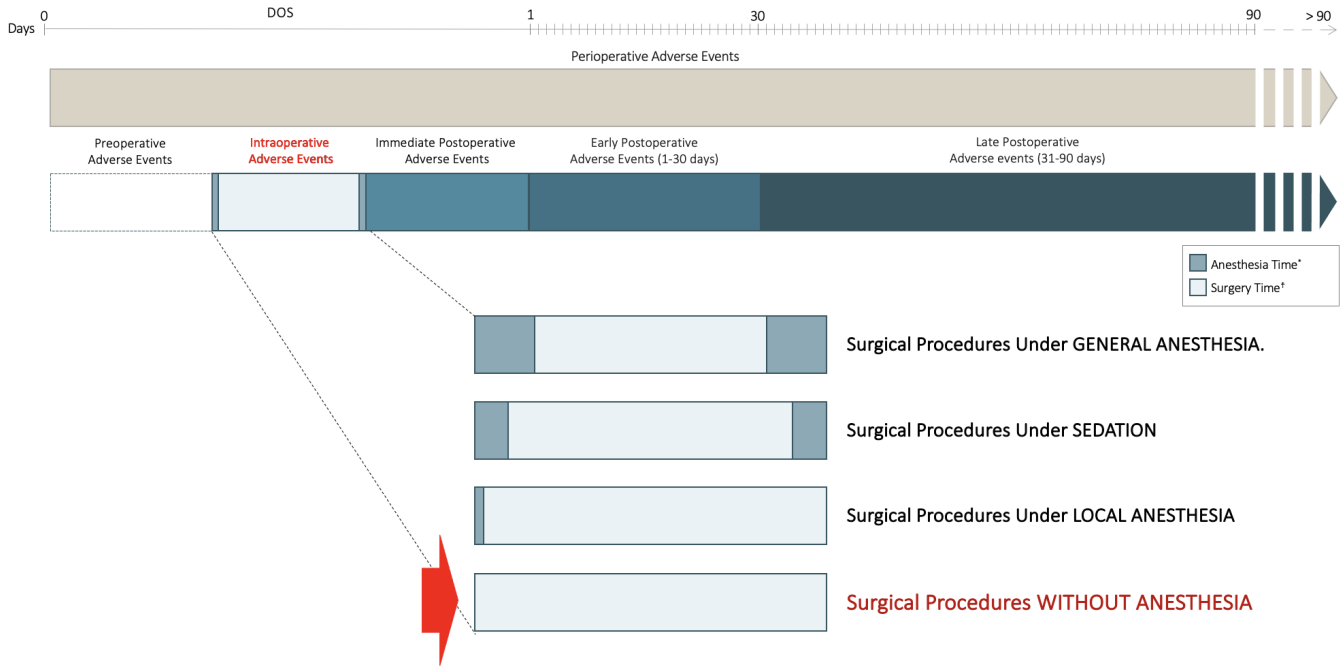 0 DOS 1 30 90 > 90
Days
Perioperative Adverse Events
Preoperative
Adverse Events
Intraoperative
Adverse Events
Immediate Postoperative
Adverse Events
Early Postoperative
Adverse Events (1-30 days)
Late Postoperative
Adverse events (31-90 days)
Anesthesia Time*
Surgery Time†
Surgical Procedures Under GENERAL ANESTHESIA.
Surgical Procedures Under SEDATION
Surgical Procedures Under LOCAL ANESTHESIA
Surgical Procedures WITHOUT ANESTHESIA